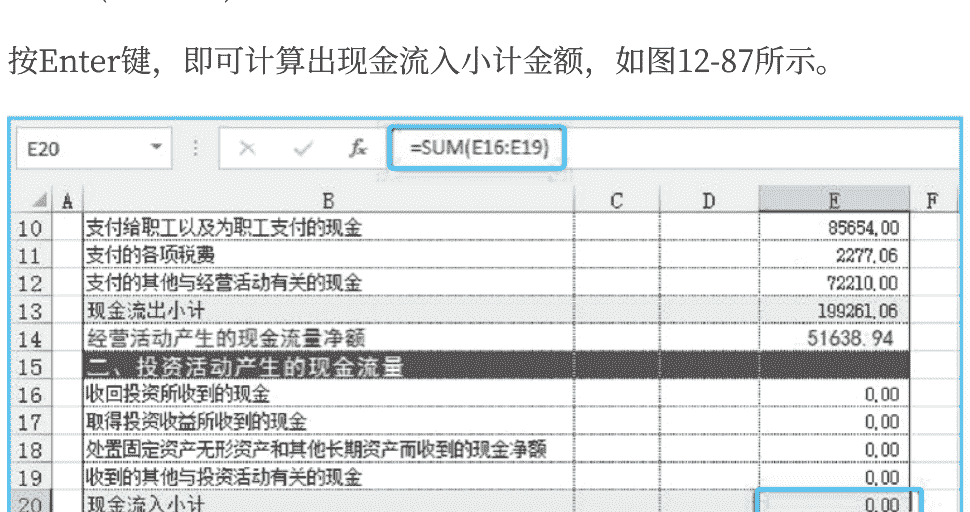 按Enter键，即可计算出现金流入小计金额，如图12-87所示。
E20 fx =SUM(E16:E19)
A B C D E F
10 支付给职工以及为职工支付的现金 85654.00
11 支付的各项税费 2277.06
12 支付的其他与经营活动有关的现金 72210.00
13 现金流出小计 199261.06
14 经营活动产生的现金流量净额 51638.94
15 二、投资活动产生的现金流量
16 收回投资所收到的现金 0.00
17 取得投资收益所收到的现金 0.00
18 处置固定资产无形资产和其他长期资产而收到的现金净额 0.00
19 收到的其他与投资活动有关的现金 0.00
20 现金流入小计 0.00